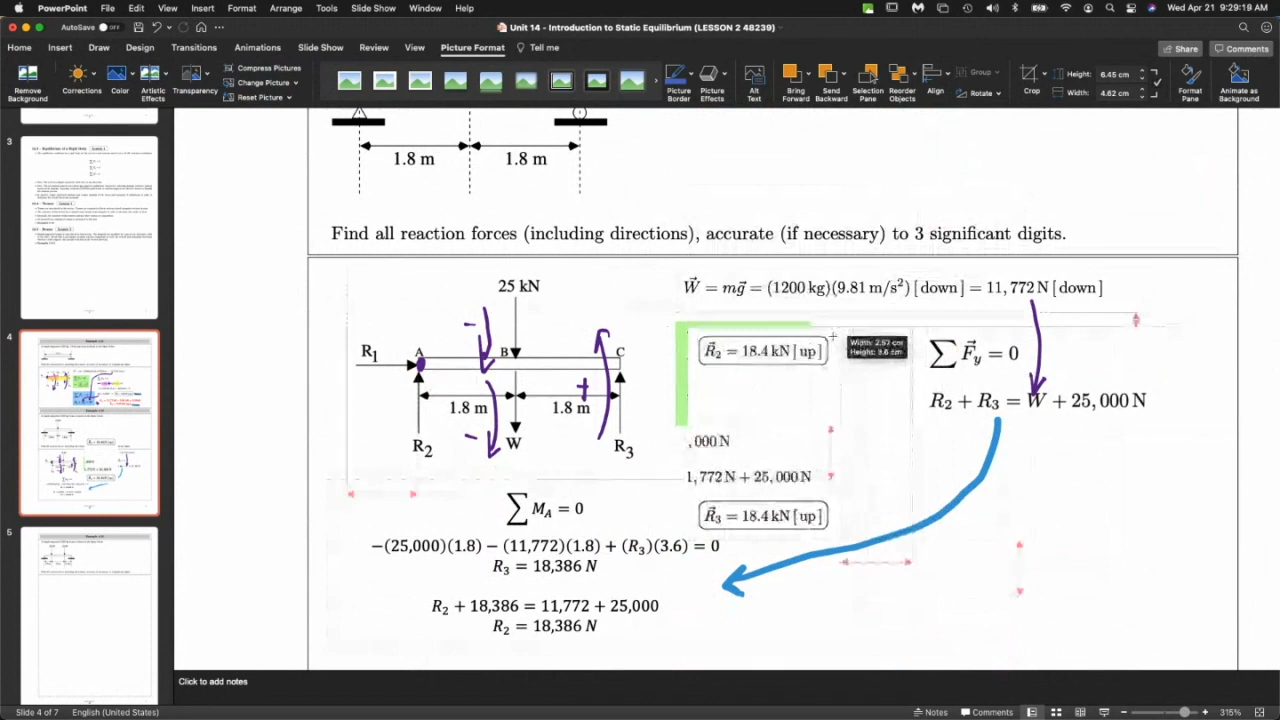 PowerPoint File Edit View Insert Format Arrange Tools Slide Show Window Help Wed Apr 21 9:29:19 AM
AutoSave OFF Unit 14 - Introduction to Static Equilibrium (LESSON 2 48239)
Home Insert Draw Design Transitions Animations Slide Show Review View Picture Format Tell me Share Comments
Remove Background Corrections Color Artistic Effects Transparency Compress Pictures Change Picture Reset Picture Picture Border Picture Effects Alt Text Bring Forward Send Backward Selection Pane Reorder Objects Align Group Rotate Crop Height: Width: 4.62 cm Format Pane Animate as Background
3
4
5
1.8 m 1.8 m
Find all reaction forces (including directions), accurate (if necessary) to 3 significant digits.
25 kN
R₁ A B C
1.8 m 1.8 m
R₂ W R₃
− − +
∑ M_A = 0
−(25,000)(1.8) − (11,772)(1.8) + (R₃)(3.6) = 0
R₃ = 18,386 N
R₂ + 18,386 = 11,772 + 25,000
R₂ = 18,386 N
W⃗ = mg⃗ = (1200 kg)(9.81 m/s²) [down] = 11,772 N [down]
R⃗₂ = 18.4 kN [up]
Width: 2.57 cm
Height: 3.6 cm
,000 N
1,772 N + 25,000 N
R⃗₃ = 18.4 kN [up]
∑ F⃗_y = 0
R₂ + R₃ = W + 25,000 N
Click to add notes
Slide 4 of 7 English (United States) Notes Comments 315%